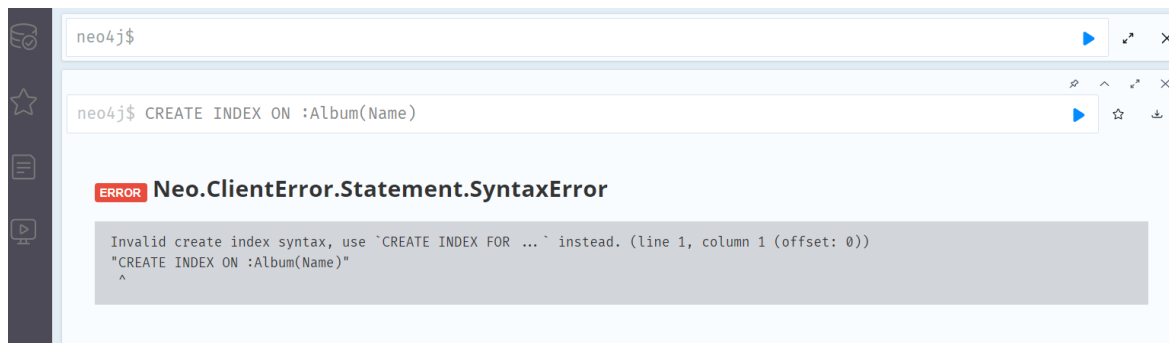 neo4j$
neo4j$ CREATE INDEX ON :Album(Name)
ERROR Neo.ClientError.Statement.SyntaxError
Invalid create index syntax, use `CREATE INDEX FOR ...` instead. (line 1, column 1 (offset: 0))
"CREATE INDEX ON :Album(Name)"
^